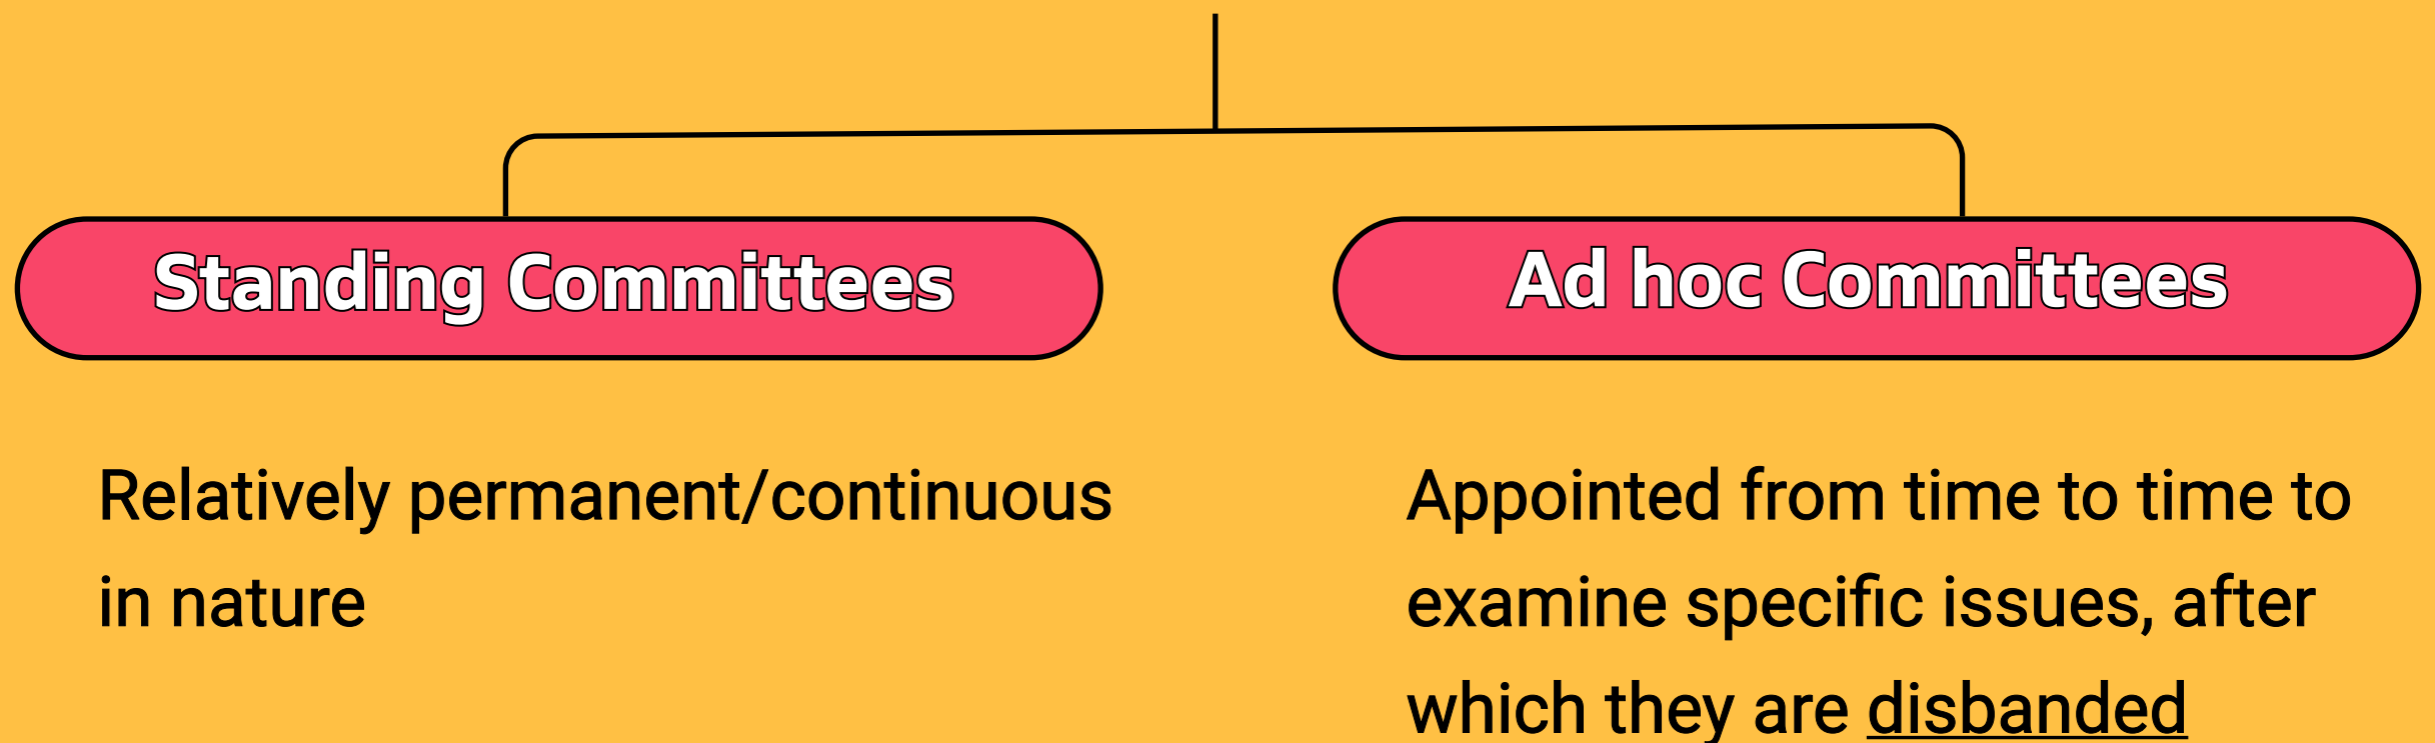 Standing Committees
Ad hoc Committees
Relatively permanent/continuous
in nature
Appointed from time to time to
examine specific issues, after
which they are disbanded